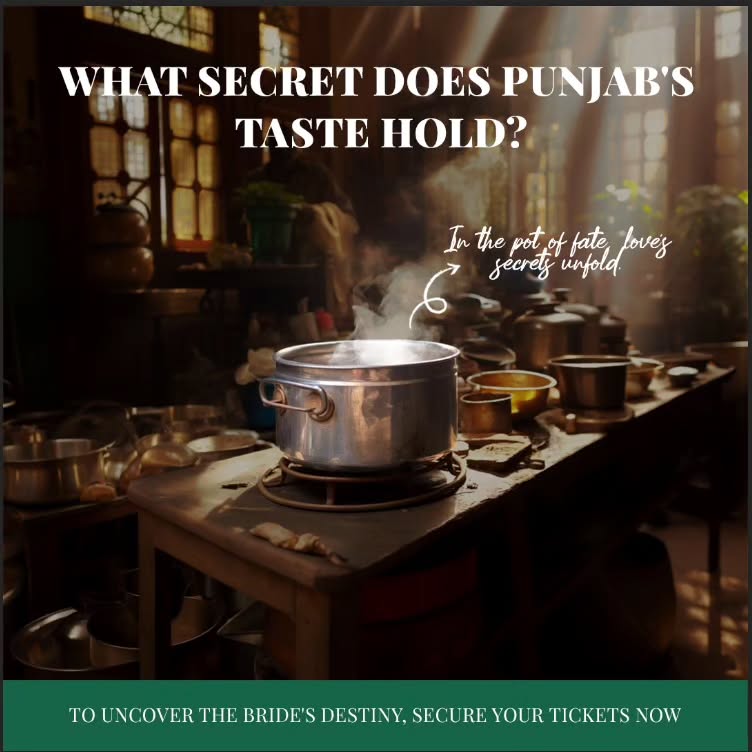 WHAT SECRET DOES PUNJAB'S
TASTE HOLD?
In the pot of fate, love's
secrets unfold.
TO UNCOVER THE BRIDE'S DESTINY, SECURE YOUR TICKETS NOW